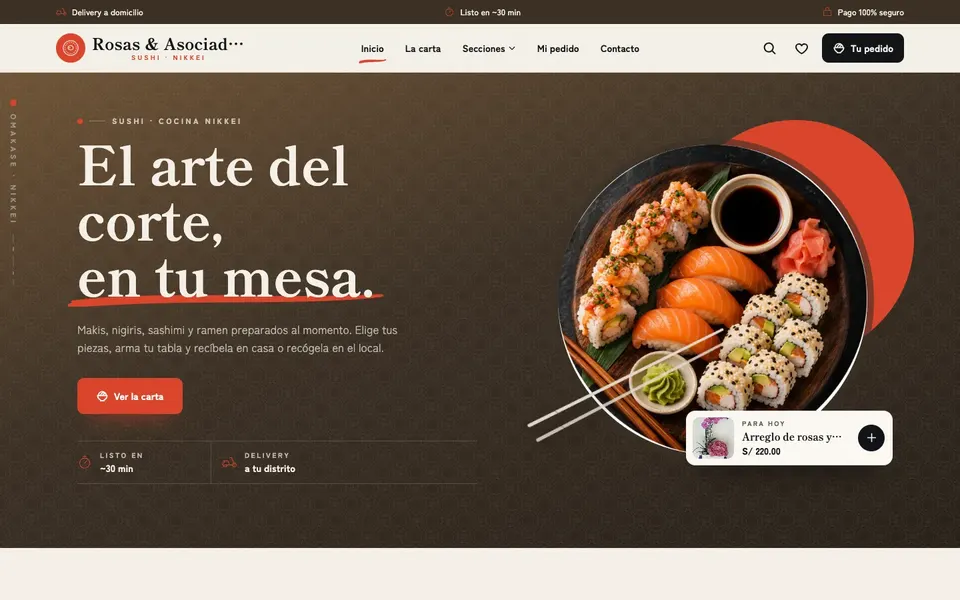 Delivery a domicilio
Listo en ~30 min
Pago 100% seguro
Rosas & Asociad···
SUSHI · NIKKEI
Inicio
La carta
Secciones
Mi pedido
Contacto
Tu pedido
OMAKASE · NIKKEI
SUSHI · COCINA NIKKEI
El arte del
corte,
en tu mesa.
Makis, nigiris, sashimi y ramen preparados al momento. Elige tus
piezas, arma tu tabla y recíbela en casa o recógela en el local.
Ver la carta
LISTO EN
~30 min
DELIVERY
a tu distrito
PARA HOY
Arreglo de rosas y···
S/ 220.00